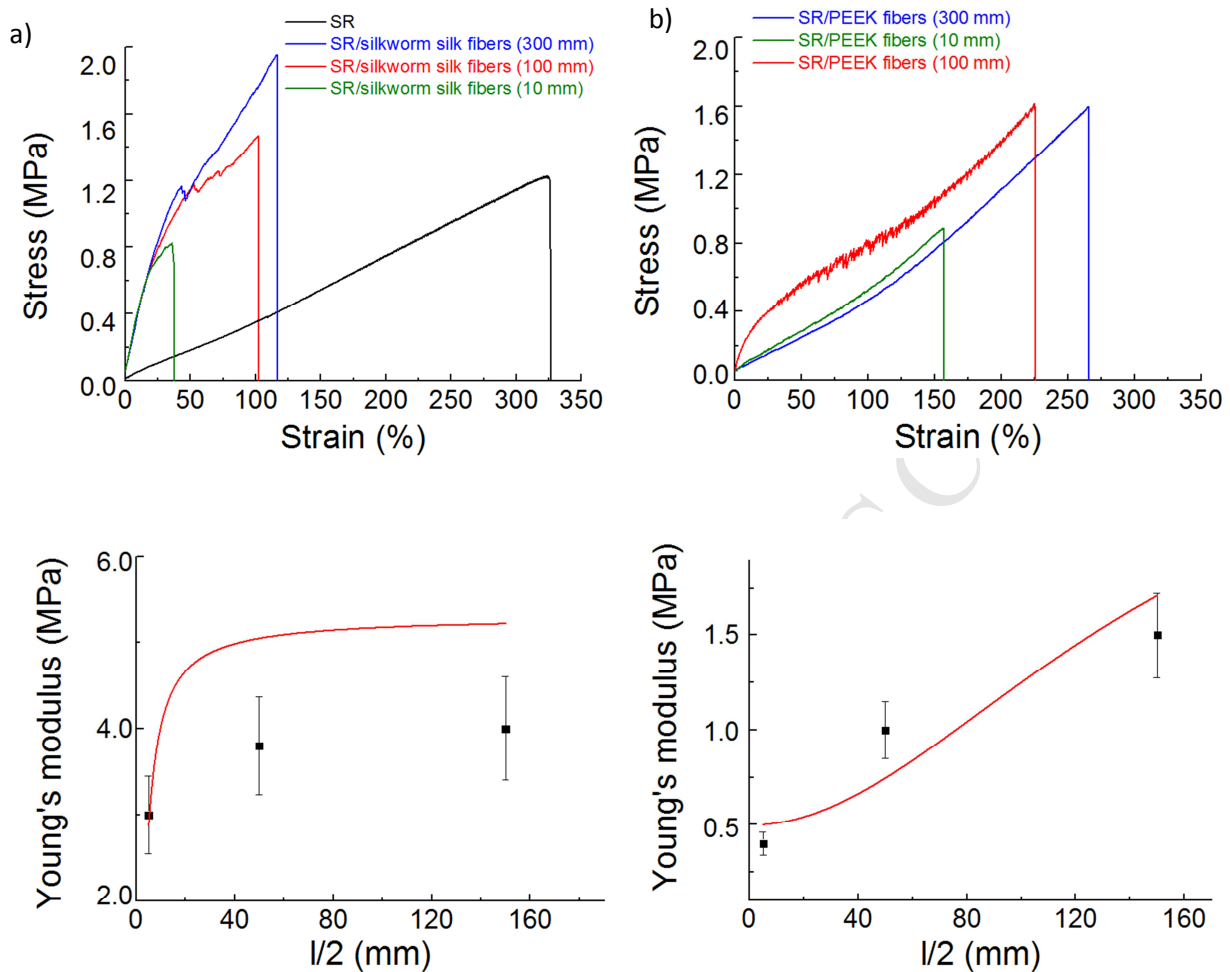 a)
SR
SR/silkworm silk fibers (300 mm)
SR/silkworm silk fibers (100 mm)
SR/silkworm silk fibers (10 mm)
2.0
1.6
1.2
0.8
0.4
0.0
Stress (MPa)
0 50 100 150 200 250 300 350
Strain (%)
b)
SR/PEEK fibers (300 mm)
SR/PEEK fibers (10 mm)
SR/PEEK fibers (100 mm)
2.0
1.6
1.2
0.8
0.4
0.0
Stress (MPa)
0 50 100 150 200 250 300 350
Strain (%)
6.0
4.0
2.0
Young's modulus (MPa)
0 40 80 120 160
l/2 (mm)
1.5
1.0
0.5
Young's modulus (MPa)
0 40 80 120 160
l/2 (mm)